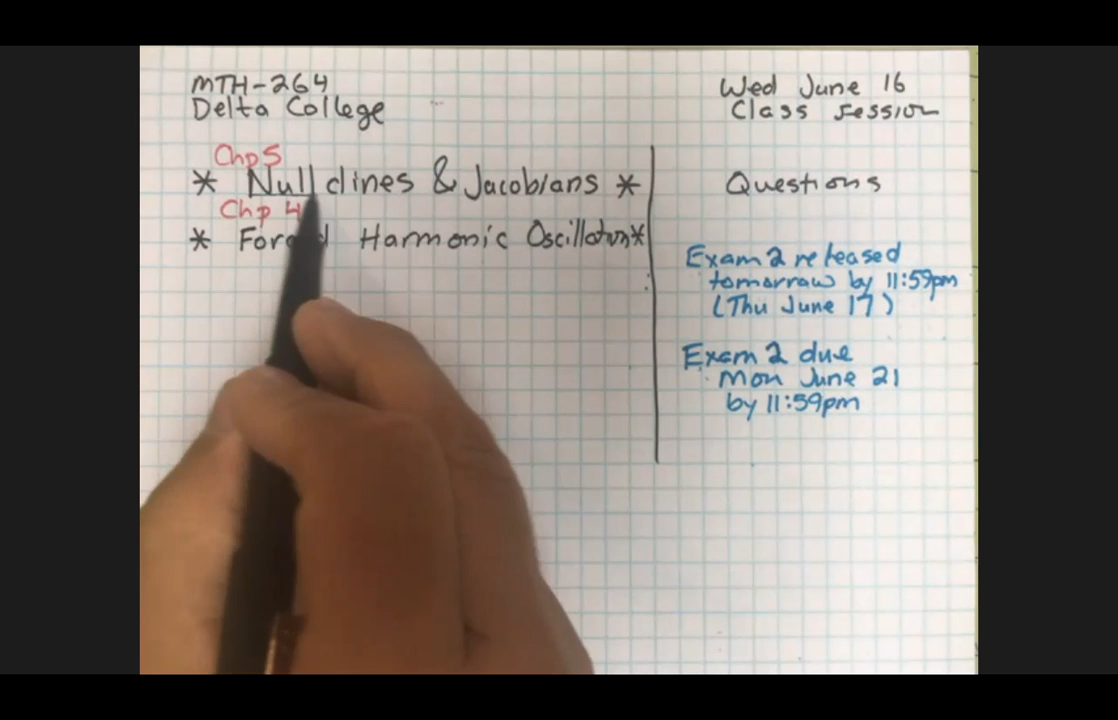 MTH-264
Delta College
Wed June 16
Class session
Chp 5
* Nullclines & Jacobians *
Chp 4
* Harmonic Oscillators *
Questions
Exam 2 released
tomorrow by 11:59pm
(Thu June 17)
Exam 2 due
Mon June 21
by 11:59pm